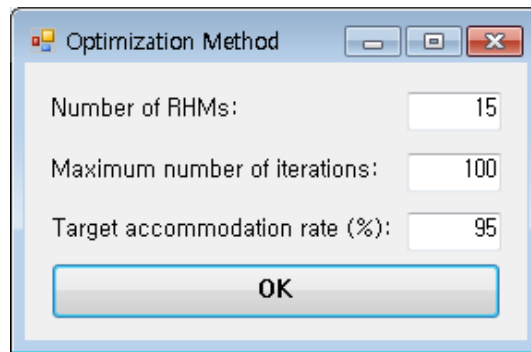 Optimization Method
Number of RHMs: 15
Maximum number of iterations: 100
Target accommodation rate (%): 95
OK